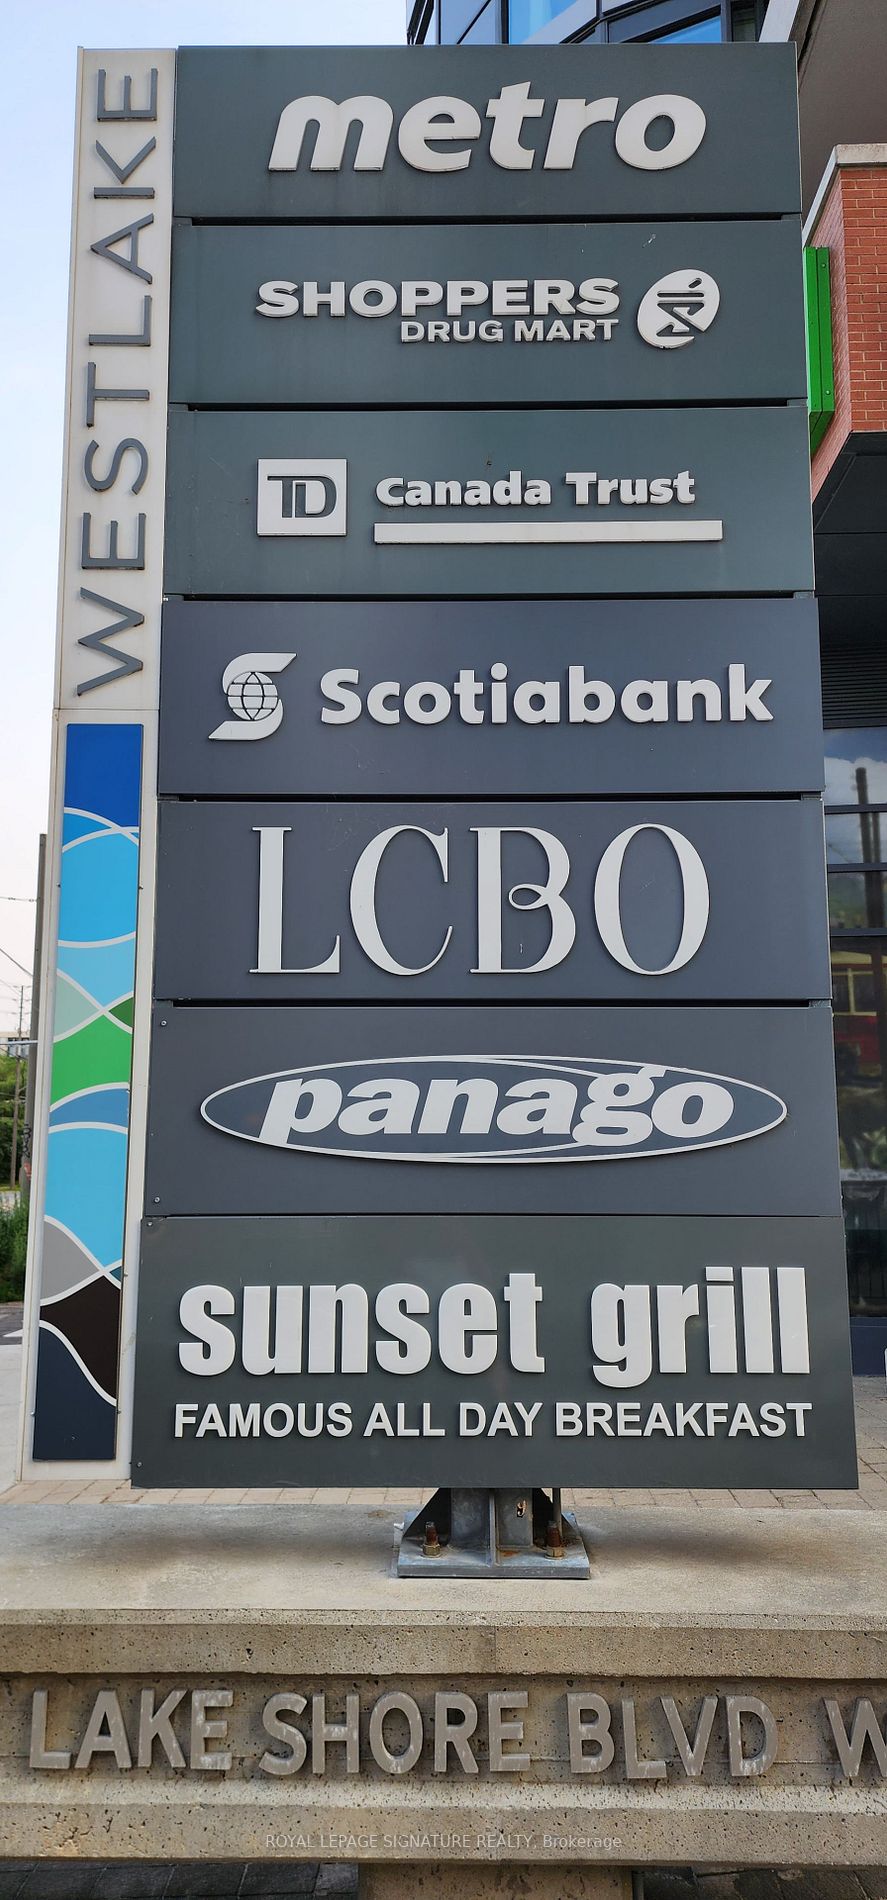 WESTLAKE
metro
SHOPPERS
DRUG MART
TD Canada Trust
Scotiabank
LCBO
panago
sunset grill
FAMOUS ALL DAY BREAKFAST
LAKE SHORE BLVD W
ROYAL LEPAGE SIGNATURE REALTY, Brokerage